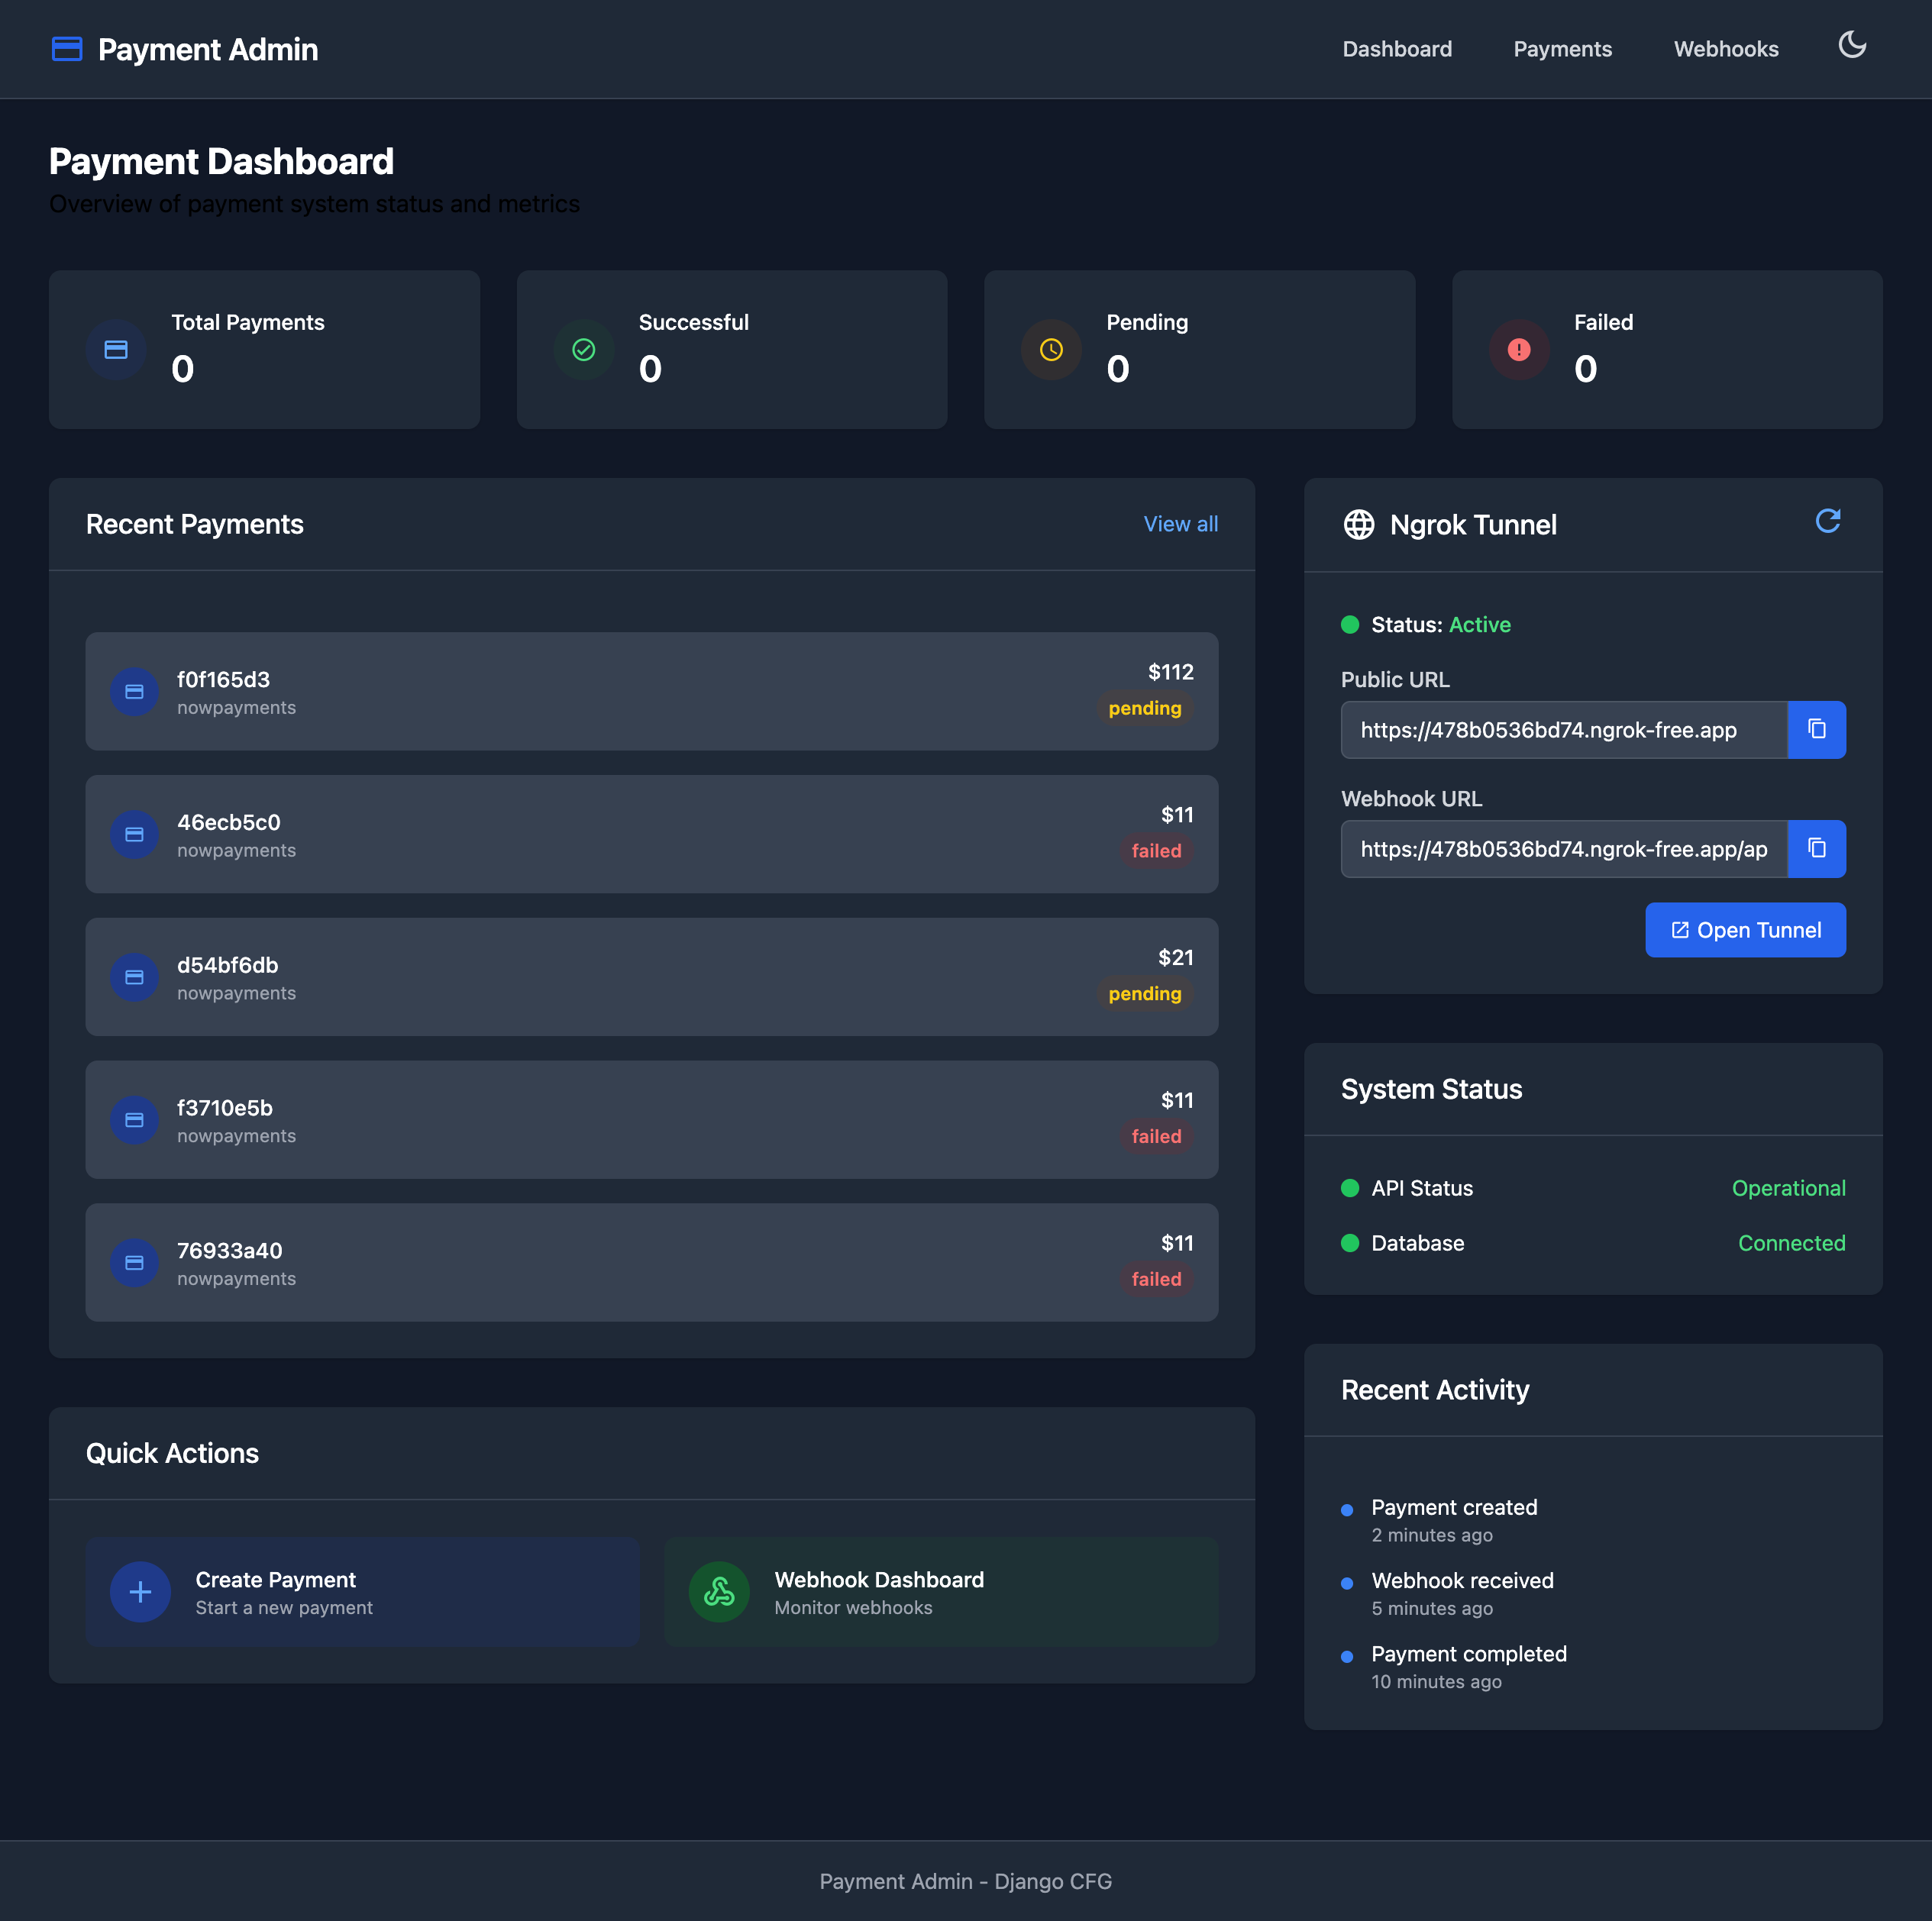 Payment Admin
Dashboard
Payments
Webhooks
Payment Dashboard
Overview of payment system status and metrics
Total Payments
0
Successful
0
Pending
0
Failed
0
Recent Payments
View all
f0f165d3
nowpayments
$112
pending
46ecb5c0
nowpayments
$11
failed
d54bf6db
nowpayments
$21
pending
f3710e5b
nowpayments
$11
failed
76933a40
nowpayments
$11
failed
Quick Actions
Create Payment
Start a new payment
Webhook Dashboard
Monitor webhooks
Ngrok Tunnel
Status: Active
Public URL
https://478b0536bd74.ngrok-free.app
Webhook URL
https://478b0536bd74.ngrok-free.app/ap
Open Tunnel
System Status
API Status
Operational
Database
Connected
Recent Activity
Payment created
2 minutes ago
Webhook received
5 minutes ago
Payment completed
10 minutes ago
Payment Admin - Django CFG